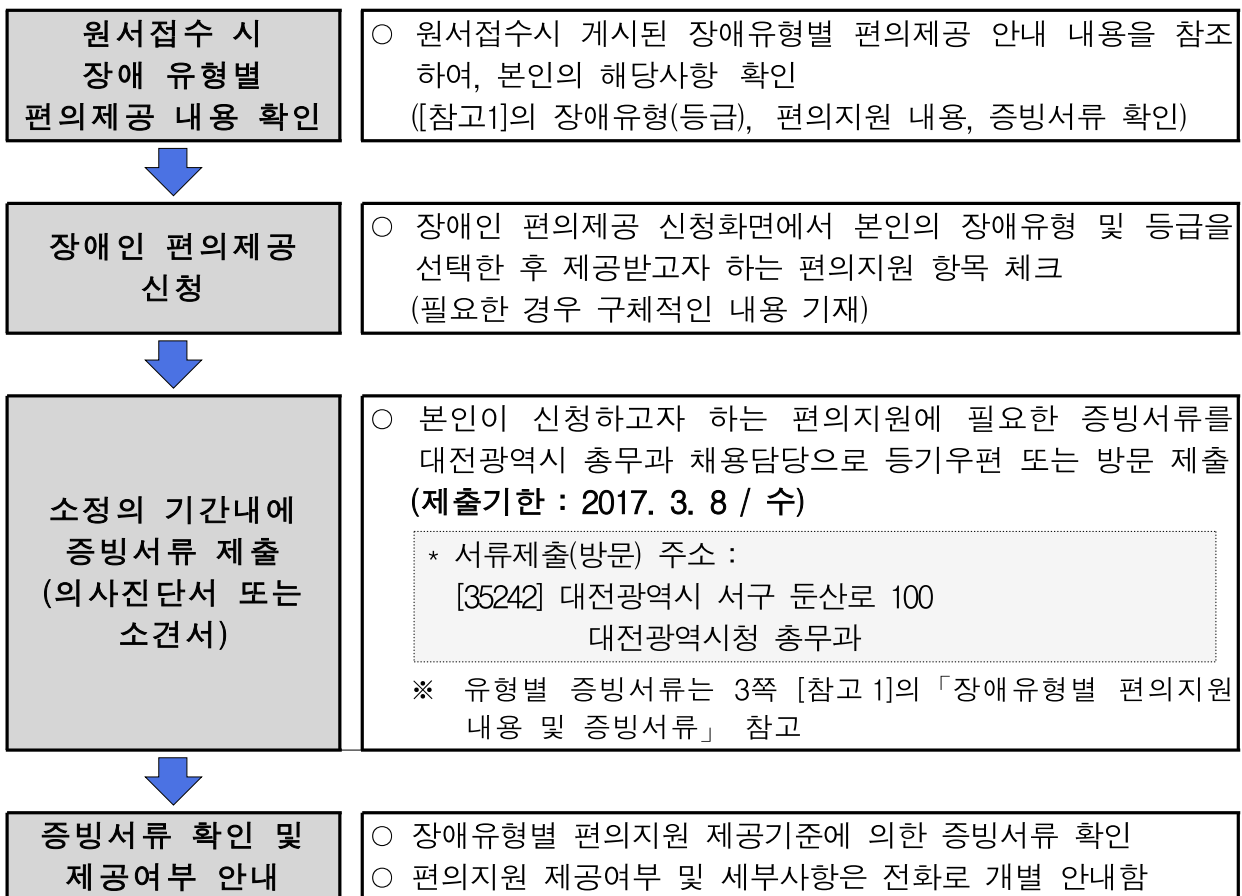 원서접수 시
장애 유형별
편의제공 내용 확인
○ 원서접수시 게시된 장애유형별 편의제공 안내 내용을 참조
하여, 본인의 해당사항 확인
([참고1]의 장애유형(등급), 편의지원 내용, 증빙서류 확인)
장애인 편의제공
신청
○ 장애인 편의제공 신청화면에서 본인의 장애유형 및 등급을
선택한 후 제공받고자 하는 편의지원 항목 체크
(필요한 경우 구체적인 내용 기재)
소정의 기간내에
증빙서류 제출
(의사진단서 또는
소견서)
○ 본인이 신청하고자 하는 편의지원에 필요한 증빙서류를
대전광역시 총무과 채용담당으로 등기우편 또는 방문 제출
(제출기한 : 2017. 3. 8 / 수)
* 서류제출(방문) 주소 :
[35242] 대전광역시 서구 둔산로 100
대전광역시청 총무과
※ 유형별 증빙서류는 3쪽 [참고 1]의「장애유형별 편의지원
내용 및 증빙서류」 참고
증빙서류 확인 및
제공여부 안내
○ 장애유형별 편의지원 제공기준에 의한 증빙서류 확인
○ 편의지원 제공여부 및 세부사항은 전화로 개별 안내함